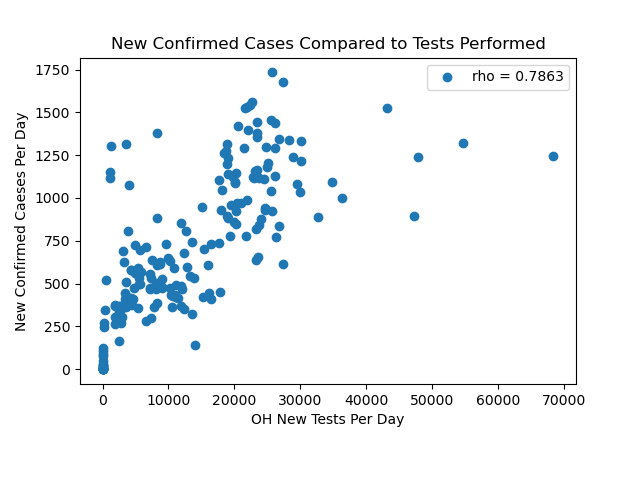 New Confirmed Cases Compared to Tests Performed
rho = 0.7863
New Confirmed Caeses Per Day
1750
1500
1250
1000
750
500
250
0
0 10000 20000 30000 40000 50000 60000 70000
OH New Tests Per Day